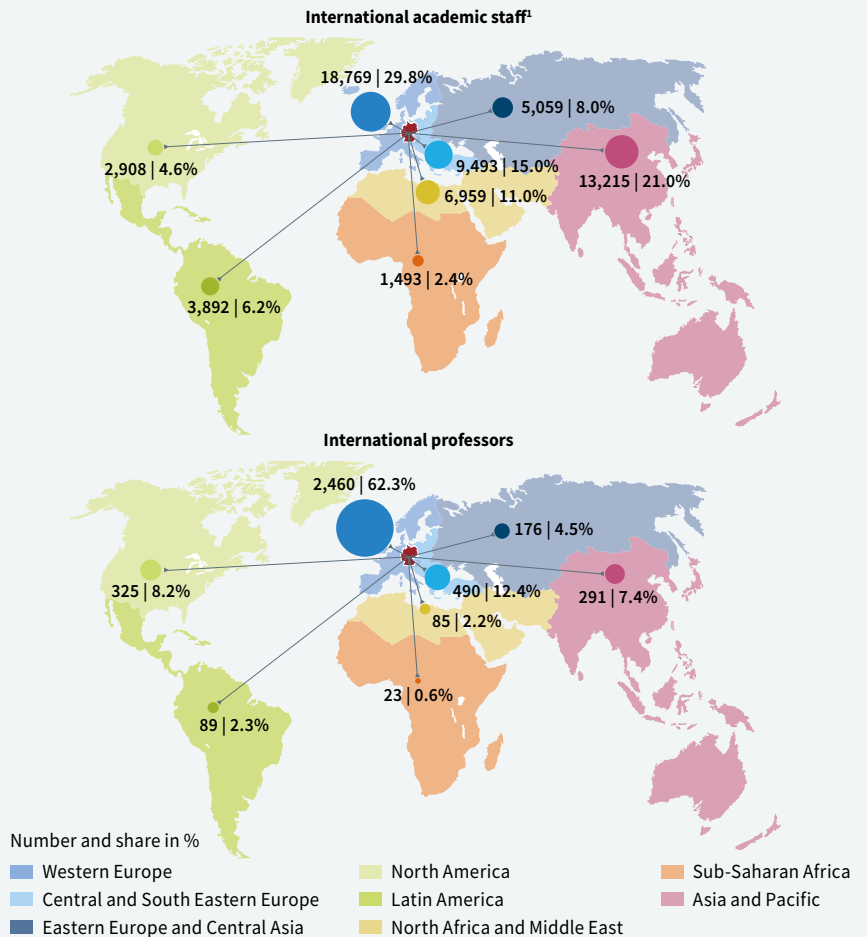 International academic staff¹
18,769 | 29.8%
5,059 | 8.0%
2,908 | 4.6%
9,493 | 15.0%
13,215 | 21.0%
6,959 | 11.0%
1,493 | 2.4%
3,892 | 6.2%
International professors
2,460 | 62.3%
176 | 4.5%
325 | 8.2%
490 | 12.4%
291 | 7.4%
85 | 2.2%
23 | 0.6%
89 | 2.3%
Number and share in %
Western Europe
Central and South Eastern Europe
Eastern Europe and Central Asia
North America
Latin America
North Africa and Middle East
Sub-Saharan Africa
Asia and Pacific